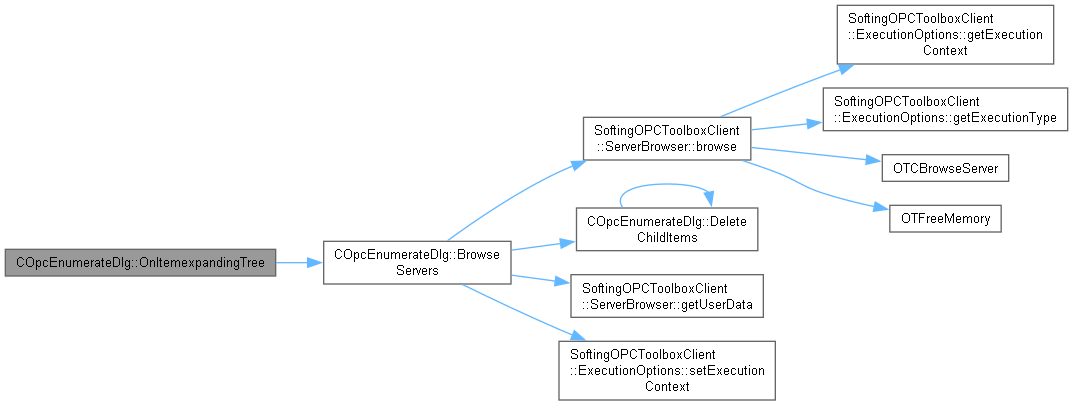 COpcEnumerateDlg::OnItemexpandingTree
COpcEnumerateDlg::Browse
Servers
SoftingOPCToolboxClient
::ServerBrowser::browse
SoftingOPCToolboxClient
::ExecutionOptions::getExecution
Context
SoftingOPCToolboxClient
::ExecutionOptions::getExecutionType
OTCBrowseServer
OTFreeMemory
COpcEnumerateDlg::Delete
ChildItems
SoftingOPCToolboxClient
::ServerBrowser::getUserData
SoftingOPCToolboxClient
::ExecutionOptions::setExecution
Context